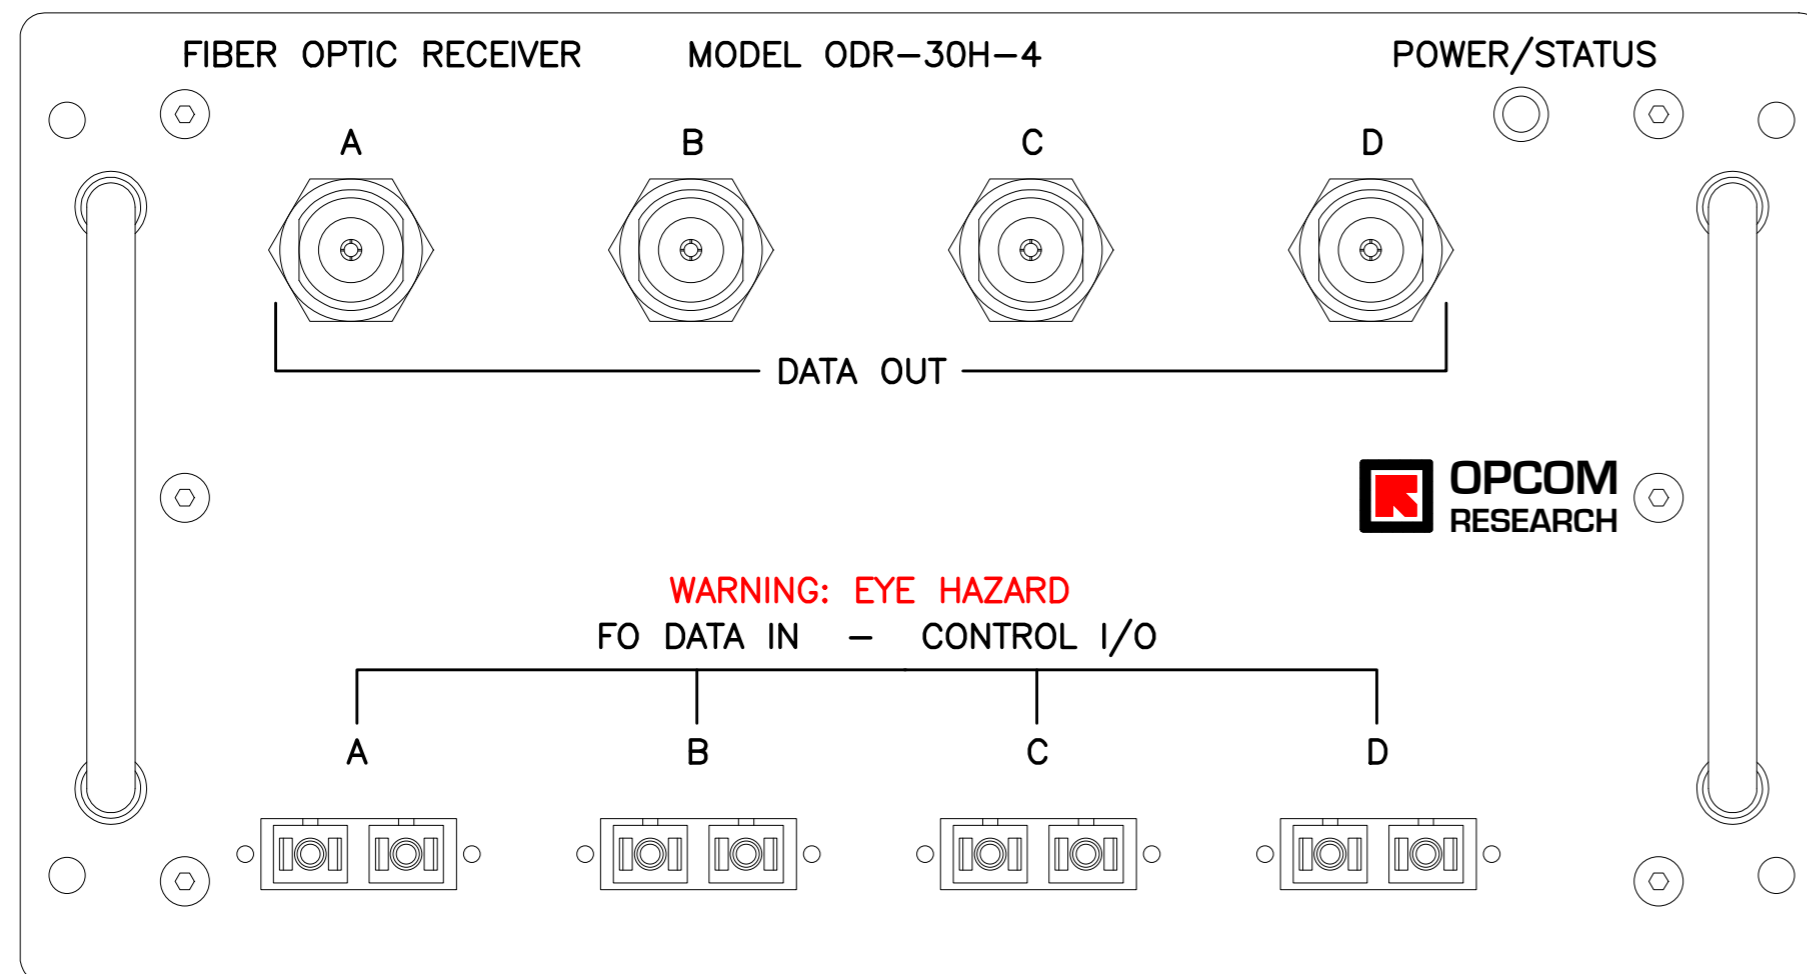 FIBER OPTIC RECEIVER MODEL ODR-30H-4 POWER/STATUS
A B C D
DATA OUT
OPCOM
RESEARCH
WARNING: EYE HAZARD
FO DATA IN - CONTROL I/O
A B C D